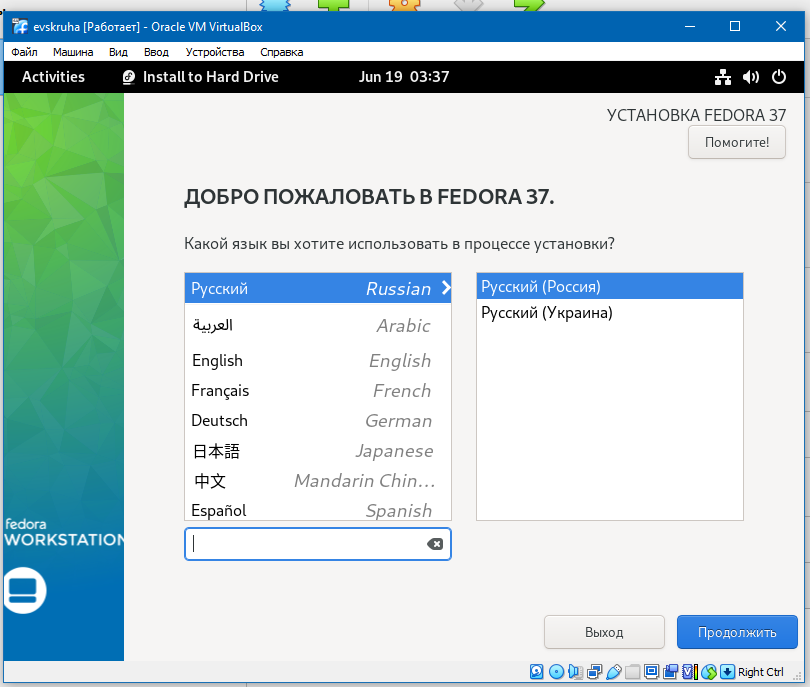 evskruha [Работает] - Oracle VM VirtualBox
Файл Машина Вид Ввод Устройства Справка
Activities Install to Hard Drive Jun 19 03:37
УСТАНОВКА FEDORA 37
Помогите!
ДОБРО ПОЖАЛОВАТЬ В FEDORA 37.
Какой язык вы хотите использовать в процессе установки?
Русский Russian
العربية Arabic
English English
Français French
Deutsch German
日本語 Japanese
中文 Mandarin Chin...
Español Spanish
Русский (Россия)
Русский (Украина)
fedora
WORKSTATION
Выход Продолжить
Right Ctrl